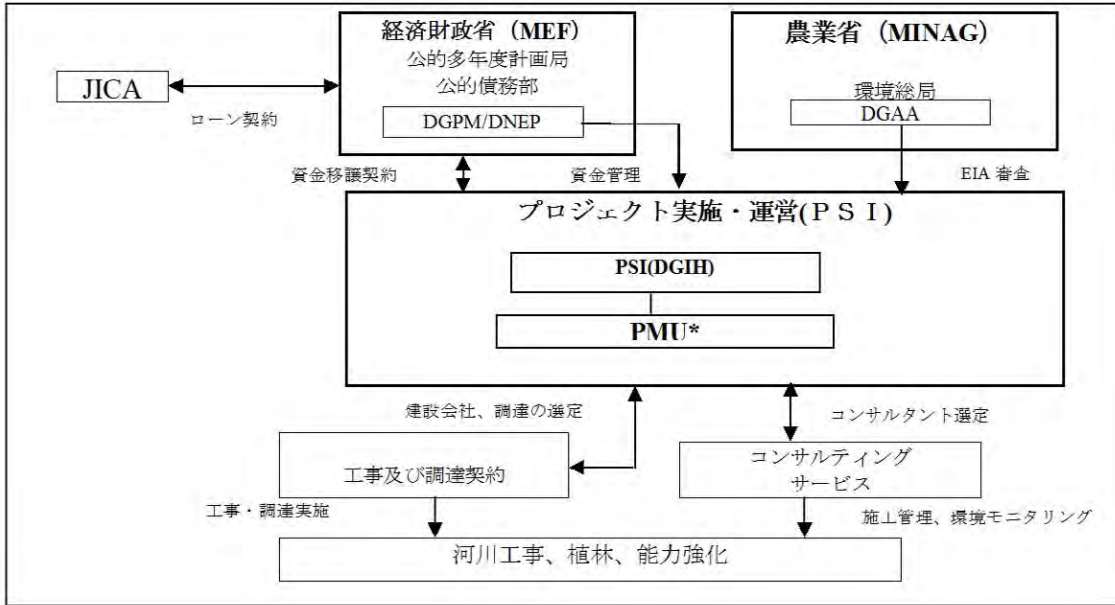 経済財政省（MEF）
公的多年度計画局
公的債務部
DGPM/DNEP
農業省（MINAG）
環境総局
DGAA
JICA
ローン契約
資金移譲契約
資金管理
EIA 審査
プロジェクト実施・運営(ＰＳＩ)
PSI(DGIH)
PMU*
建設会社、調達の選定
コンサルタント選定
工事及び調達契約
コンサルティング
サービス
工事・調達実施
施工管理、環境モニタリング
河川工事、植林、能力強化